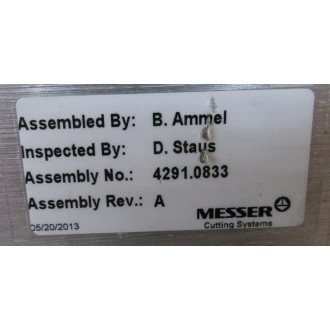 Assembled By: B. Ammel
Inspected By: D. Staus
Assembly No.: 4291.0833
Assembly Rev.: A
MESSER
Cutting Systems
05/20/2013